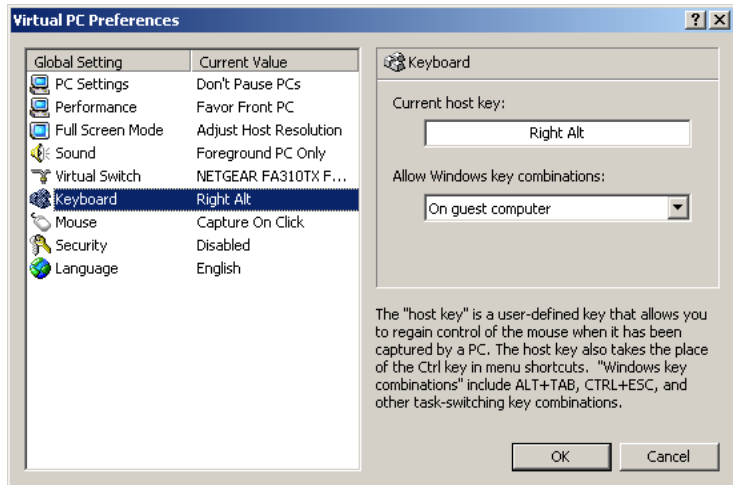 Virtual PC Preferences
Global Setting Current Value
PC Settings Don't Pause PCs
Performance Favor Front PC
Full Screen Mode Adjust Host Resolution
Sound Foreground PC Only
Virtual Switch NETGEAR FA310TX F...
Keyboard Right Alt
Mouse Capture On Click
Security Disabled
Language English
Keyboard
Current host key:
Right Alt
Allow Windows key combinations:
On guest computer
The "host key" is a user-defined key that allows you
to regain control of the mouse when it has been
captured by a PC. The host key also takes the place
of the Ctrl key in menu shortcuts. "Windows key
combinations" include ALT+TAB, CTRL+ESC, and
other task-switching key combinations.
OK Cancel